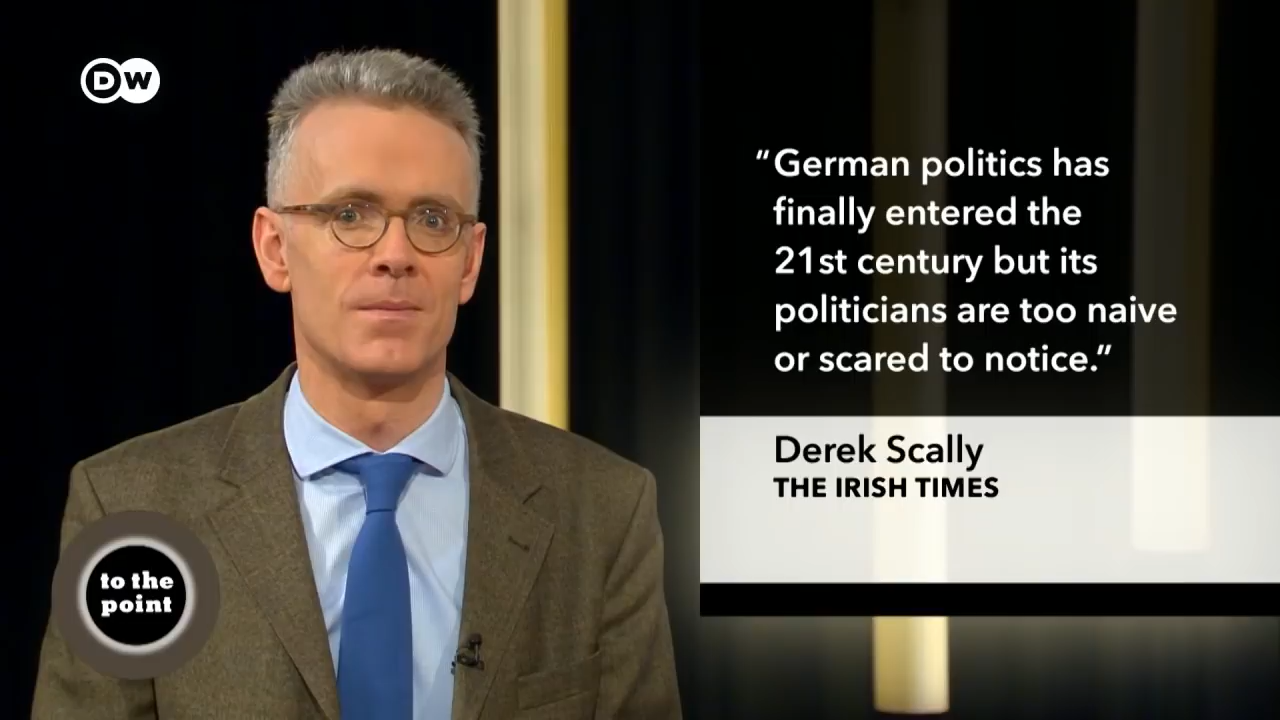 DW
“German politics has
finally entered the
21st century but its
politicians are too naive
or scared to notice.”
Derek Scally
THE IRISH TIMES
to the
point